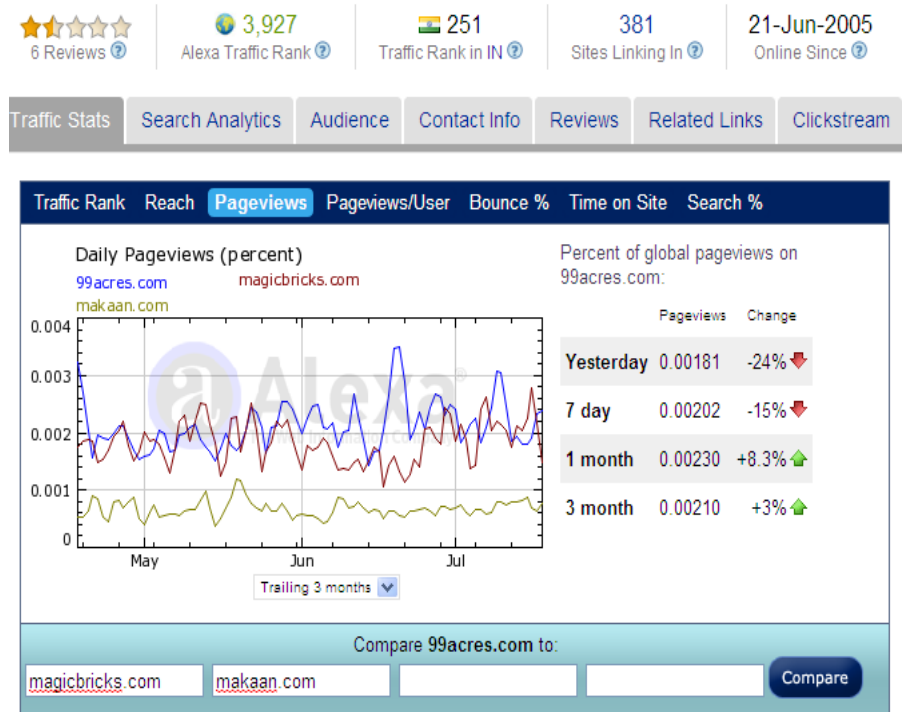 3,927 251 381 21-Jun-2005
6 Reviews ? Alexa Traffic Rank ? Traffic Rank in IN ? Sites Linking In ? Online Since ?
Traffic Stats Search Analytics Audience Contact Info Reviews Related Links Clickstream
Traffic Rank Reach Pageviews Pageviews/User Bounce % Time on Site Search %
Daily Pageviews (percent)
99acres.com magicbricks.com
makaan.com
0.004
0.003
0.002
0.001
0
a Alexa®
May Jun Jul
Trailing 3 months
Percent of global pageviews on
99acres.com:
Pageviews Change
Yesterday 0.00181 -24%
7 day 0.00202 -15%
1 month 0.00230 +8.3%
3 month 0.00210 +3%
Compare 99acres.com to:
magicbricks.com makaan.com Compare